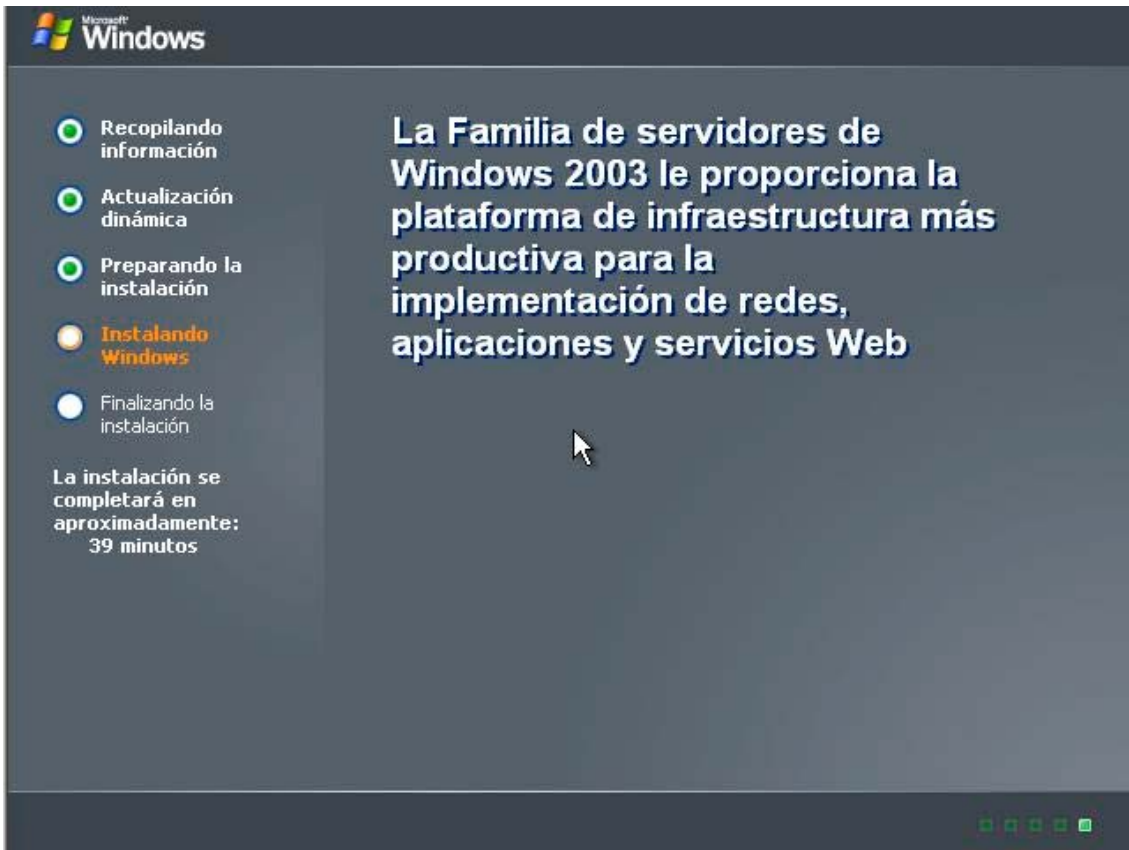 Microsoft
Windows
Recopilando
información
Actualización
dinámica
Preparando la
instalación
Instalando
Windows
Finalizando la
instalación
La instalación se
completará en
aproximadamente:
39 minutos
La Familia de servidores de
Windows 2003 le proporciona la
plataforma de infraestructura más
productiva para la
implementación de redes,
aplicaciones y servicios Web